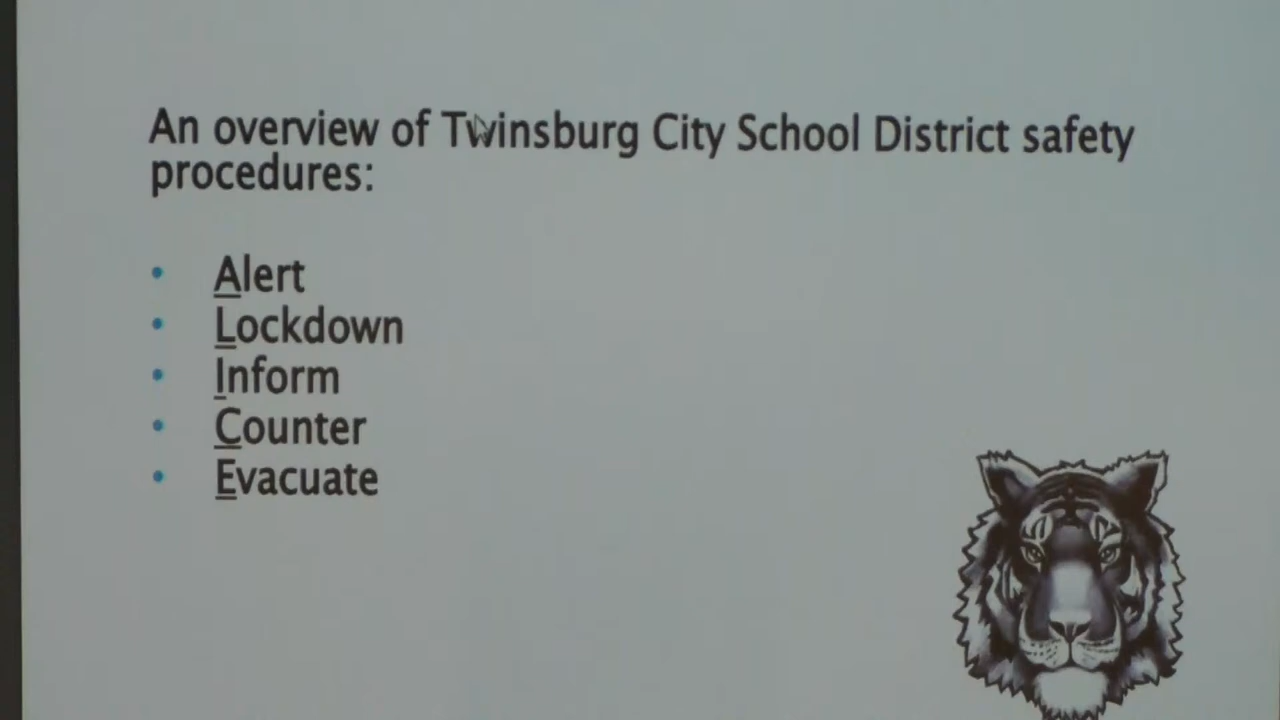 An overview of Twinsburg City School District safety
procedures:
• Alert
• Lockdown
• Inform
• Counter
• Evacuate